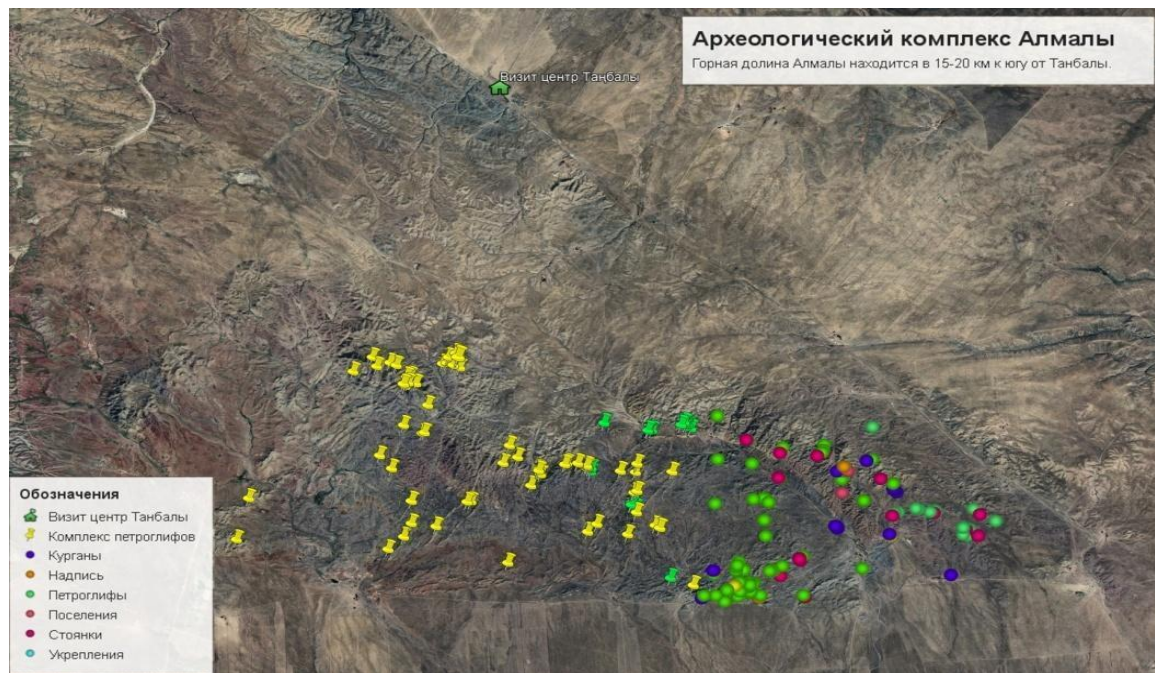 Археологический комплекс Алмалы
Горная долина Алмалы находится в 15-20 км к югу от Танбалы.
Визит центр Таңбалы
Обозначения
Визит центр Танбалы
Комплекс петроглифов
Курганы
Надпись
Петроглифы
Поселения
Стоянки
Укрепления